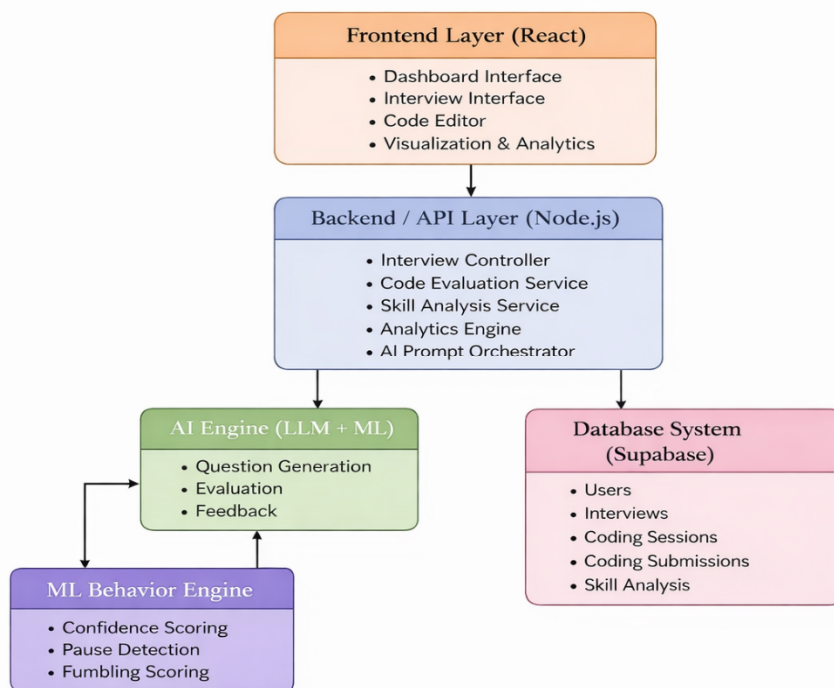 Frontend Layer (React)
• Dashboard Interface
• Interview Interface
• Code Editor
• Visualization & Analytics
Backend / API Layer (Node.js)
• Interview Controller
• Code Evaluation Service
• Skill Analysis Service
• Analytics Engine
• AI Prompt Orchestrator
AI Engine (LLM + ML)
• Question Generation
• Evaluation
• Feedback
Database System
(Supabase)
• Users
• Interviews
• Coding Sessions
• Coding Submissions
• Skill Analysis
ML Behavior Engine
• Confidence Scoring
• Pause Detection
• Fumbling Scoring